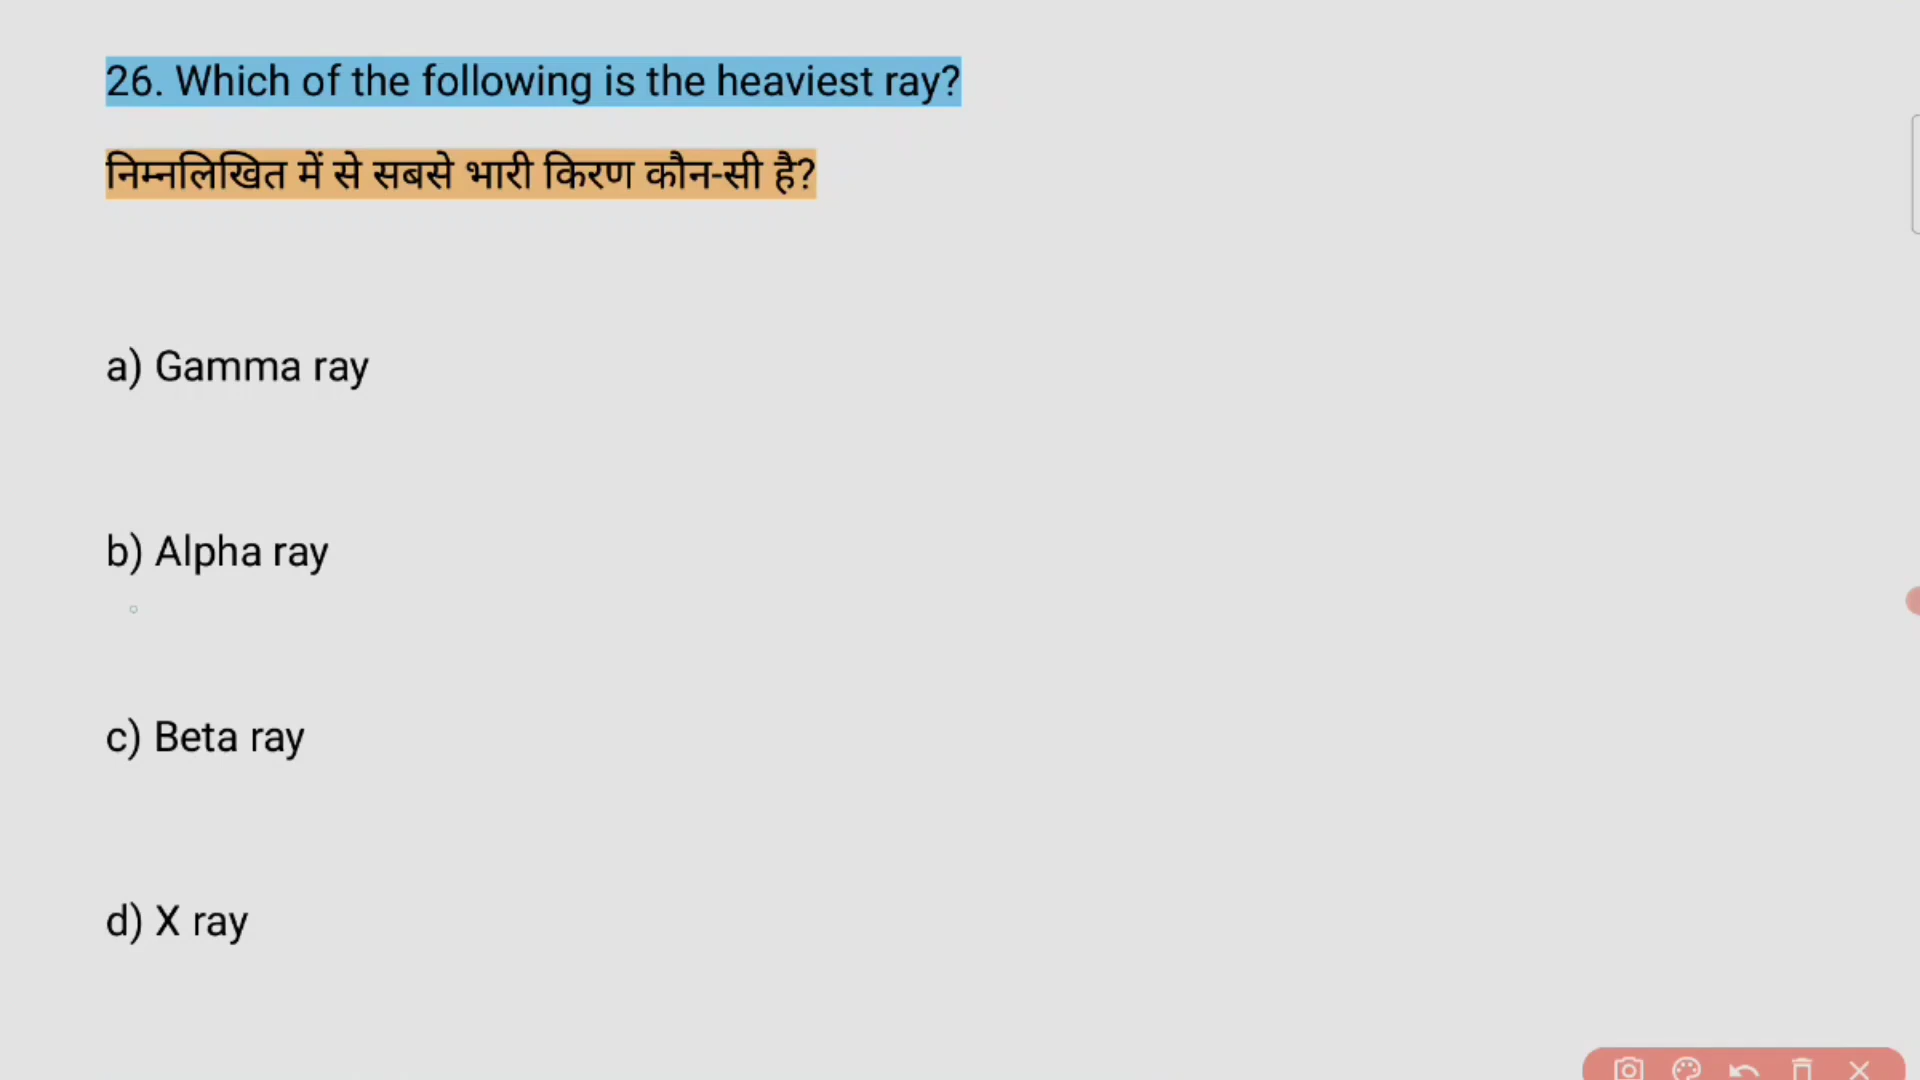 26. Which of the following is the heaviest ray?
निम्नलिखित में से सबसे भारी किरण कौन-सी है?
a) Gamma ray
b) Alpha ray
c) Beta ray
d) X ray